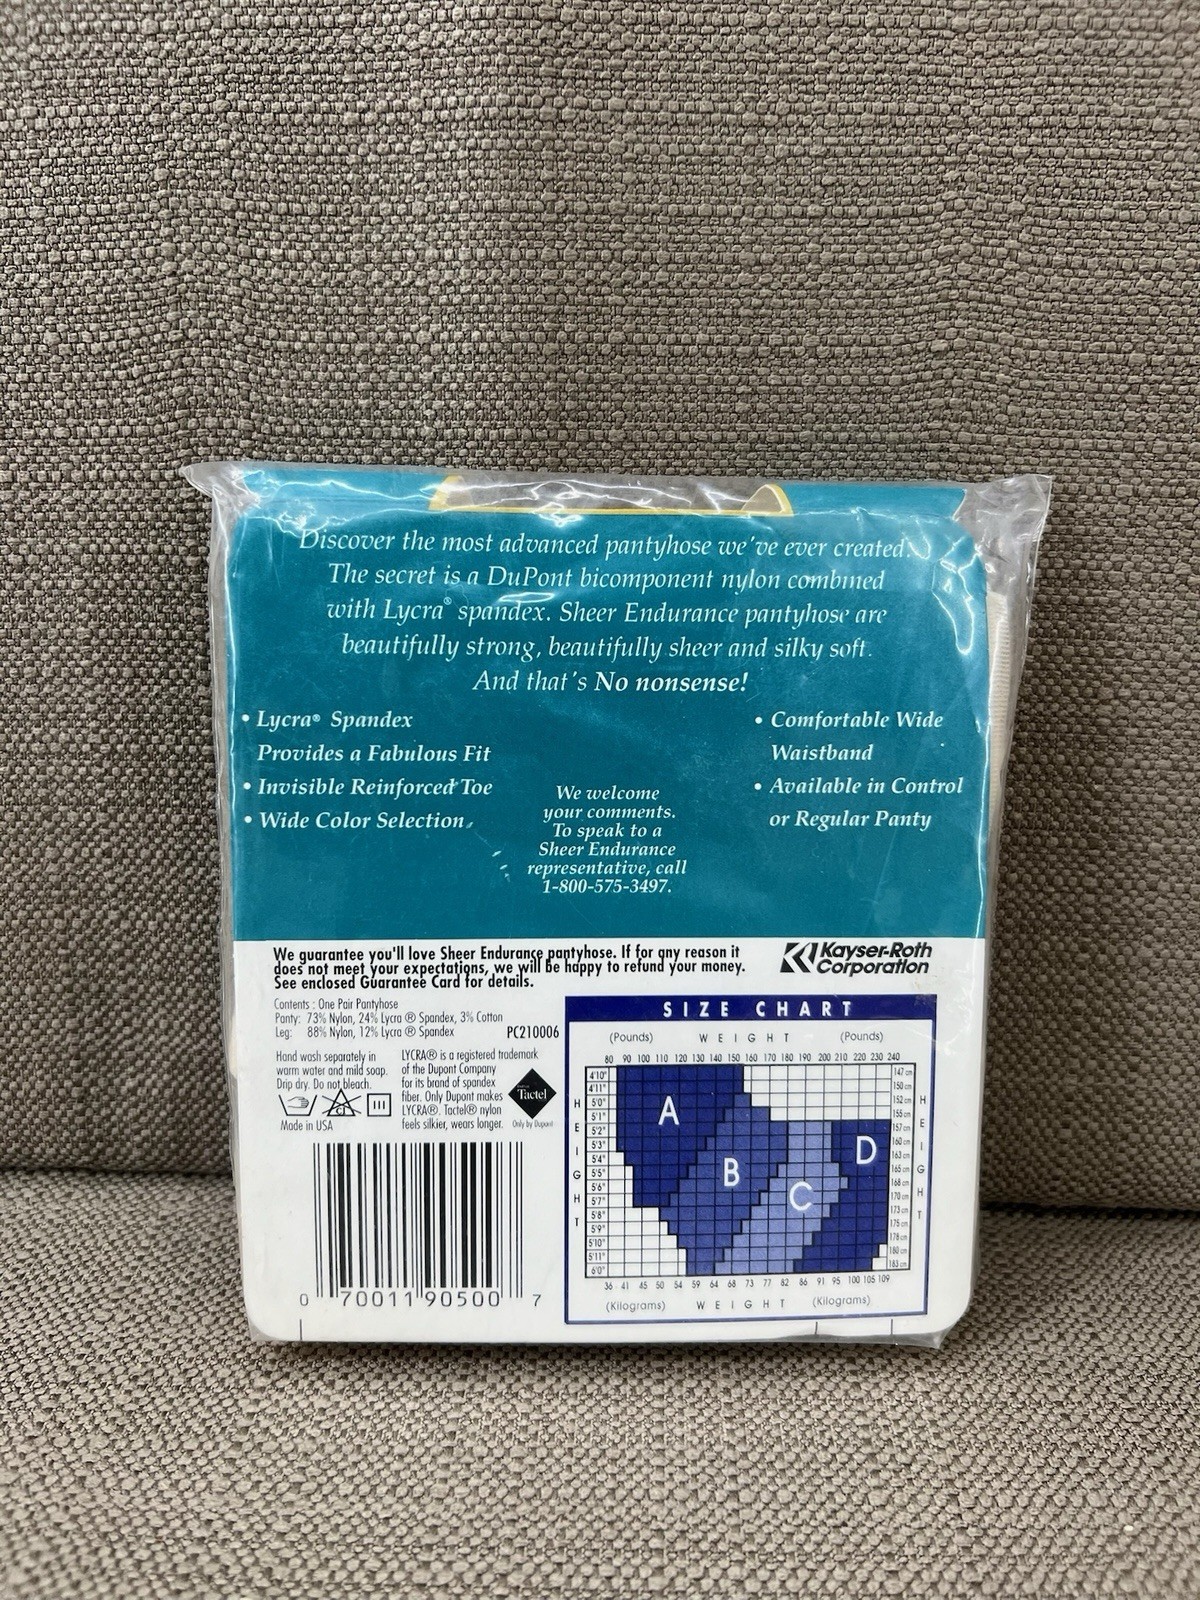 Discover the most advanced pantyhose we've ever created.
The secret is a DuPont bicomponent nylon combined
with Lycra® spandex. Sheer Endurance pantyhose are
beautifully strong, beautifully sheer and silky soft.
And that's No nonsense!
• Lycra® Spandex
Provides a Fabulous Fit
• Invisible Reinforced Toe
• Wide Color Selection
• Comfortable Wide
Waistband
• Available in Control
or Regular Panty
We welcome
your comments.
To speak to a
Sheer Endurance
representative, call
1-800-575-3497.
We guarantee you'll love Sheer Endurance pantyhose. If for any reason it
does not meet your expectations, we will be happy to refund your money.
See enclosed Guarantee Card for details.
Kayser-Roth
Corporation
Contents : One Pair Pantyhose
Panty: 73% Nylon, 24% Lycra ® Spandex, 3% Cotton
Leg: 88% Nylon, 12% Lycra ® Spandex
PC210006
Hand wash separately in
warm water and mild soap.
Drip dry. Do not bleach.
Cl
Made in USA
LYCRA® is a registered trademark
of the Dupont Company
for its brand of spandex
fiber. Only Dupont makes
LYCRA®. Tactel® nylon
feels silkier, wears longer.
Tactel
Only by Dupont
0 70011 90500 7
SIZE CHART
(Pounds) WEIGHT (Pounds)
80 90 100 110 120 130 140 150 160 170 180 190 200 210 220 230 240
HEIGHT
4'10"
4'11"
5'0"
5'1"
5'2"
5'3"
5'4"
5'5"
5'6"
5'7"
5'8"
5'9"
5'10"
5'11"
6'0"
A
B
C
D
147 cm
150 cm
152 cm
155 cm
157 cm
160 cm
163 cm
165 cm
168 cm
170 cm
173 cm
175 cm
178 cm
180 cm
183 cm
HEIGHT
36 41 45 50 54 59 64 68 73 77 82 86 91 95 100 105 109
(Kilograms) WEIGHT (Kilograms)